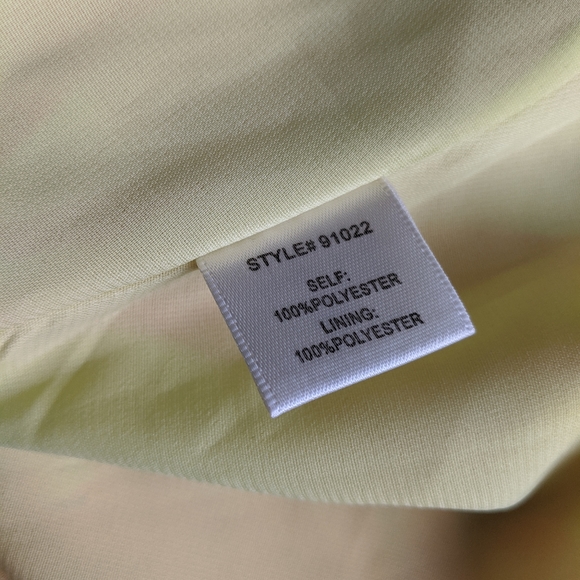 STYLE# 91022
SELF:
100%POLYESTER
LINING:
100%POLYESTER